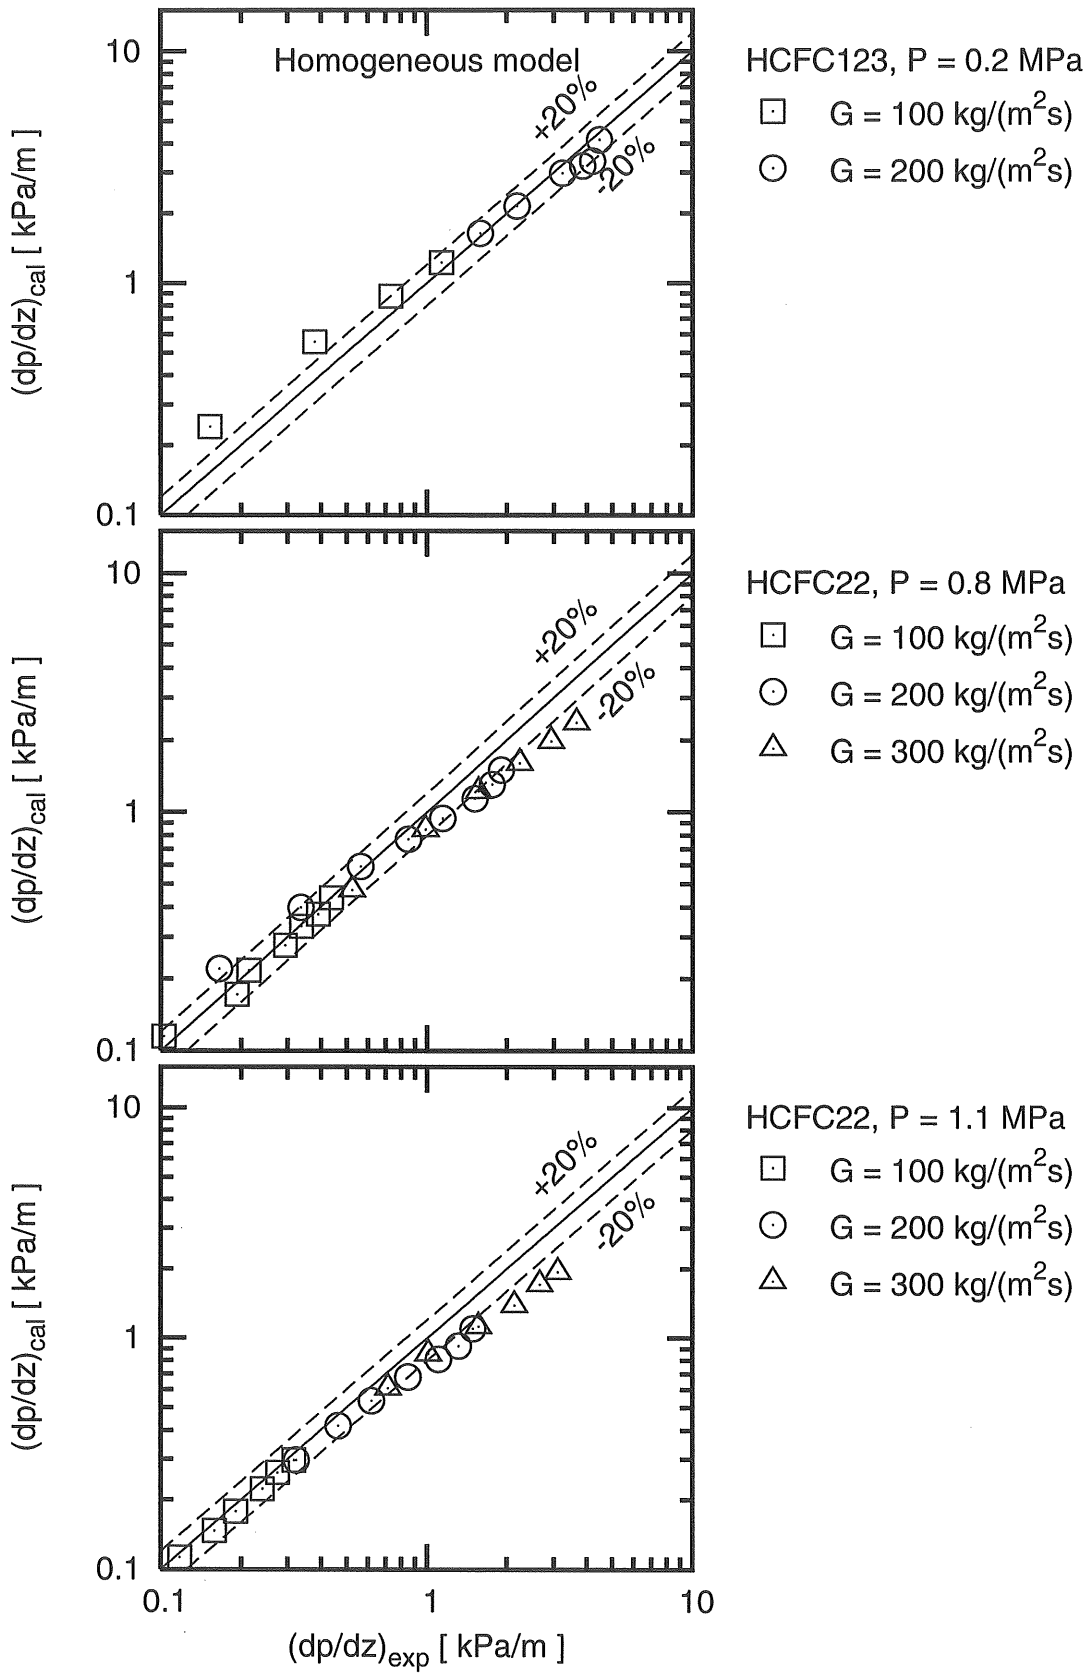 Homogeneous model
10
1
0.1
(dp/dz)cal [ kPa/m ]
+20%
-20%
HCFC123, P = 0.2 MPa
G = 100 kg/(m²s)
G = 200 kg/(m²s)
10
1
0.1
(dp/dz)cal [ kPa/m ]
+20%
-20%
HCFC22, P = 0.8 MPa
G = 100 kg/(m²s)
G = 200 kg/(m²s)
G = 300 kg/(m²s)
10
1
0.1
(dp/dz)cal [ kPa/m ]
+20%
-20%
HCFC22, P = 1.1 MPa
G = 100 kg/(m²s)
G = 200 kg/(m²s)
G = 300 kg/(m²s)
0.1 1 10
(dp/dz)exp [ kPa/m ]